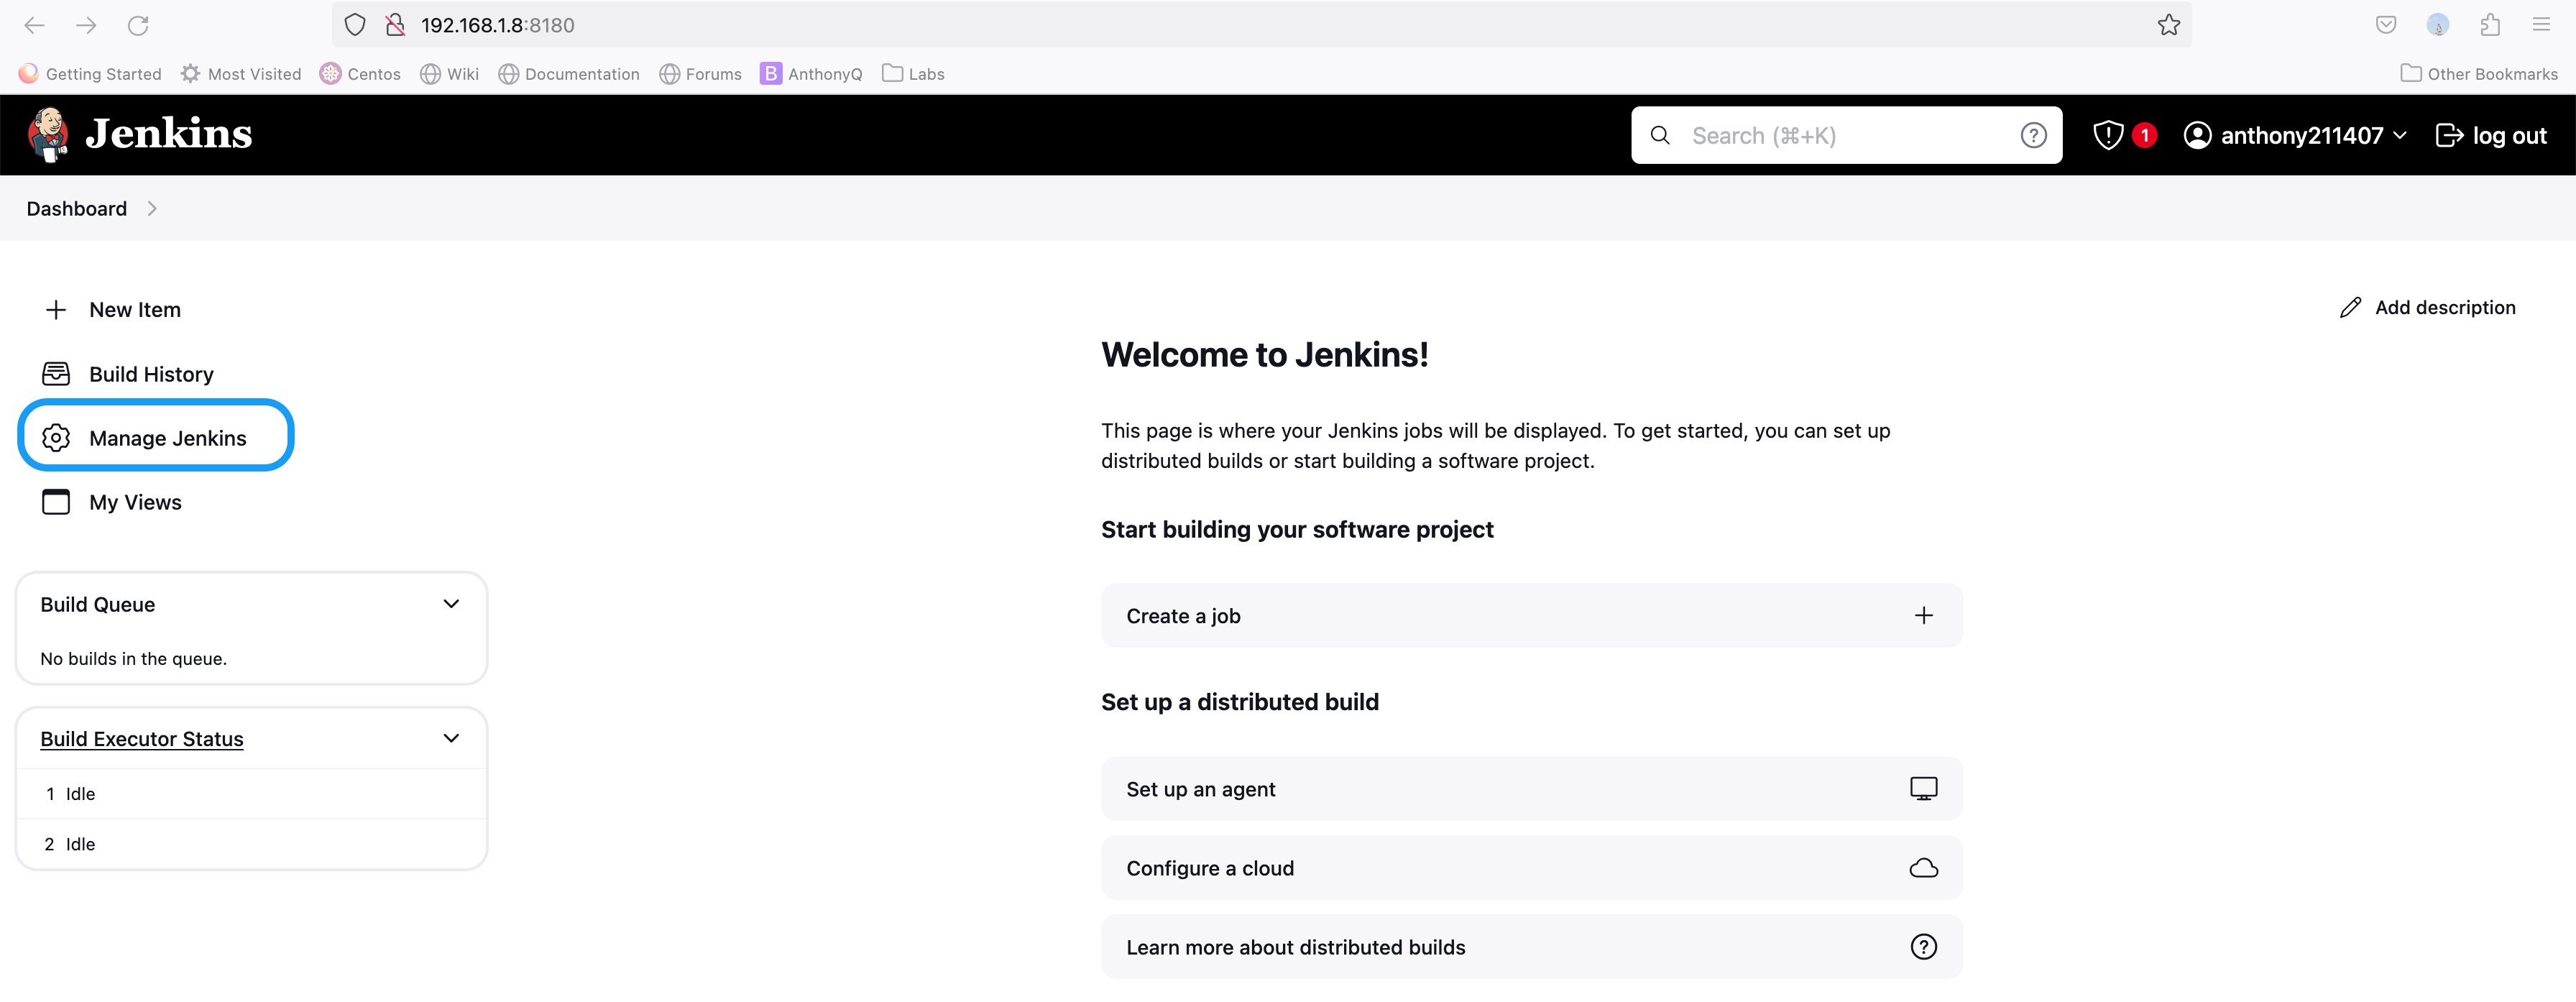 192.168.1.8:8180
Getting Started Most Visited Centos Wiki Documentation Forums B AnthonyQ Labs Other Bookmarks
Jenkins Search (⌘+K) ? 1 anthony211407 log out
Dashboard
New Item
Add description
Build History
Manage Jenkins
My Views
Build Queue
No builds in the queue.
Build Executor Status
1 Idle
2 Idle
Welcome to Jenkins!
This page is where your Jenkins jobs will be displayed. To get started, you can set up
distributed builds or start building a software project.
Start building your software project
Create a job
Set up a distributed build
Set up an agent
Configure a cloud
Learn more about distributed builds ?